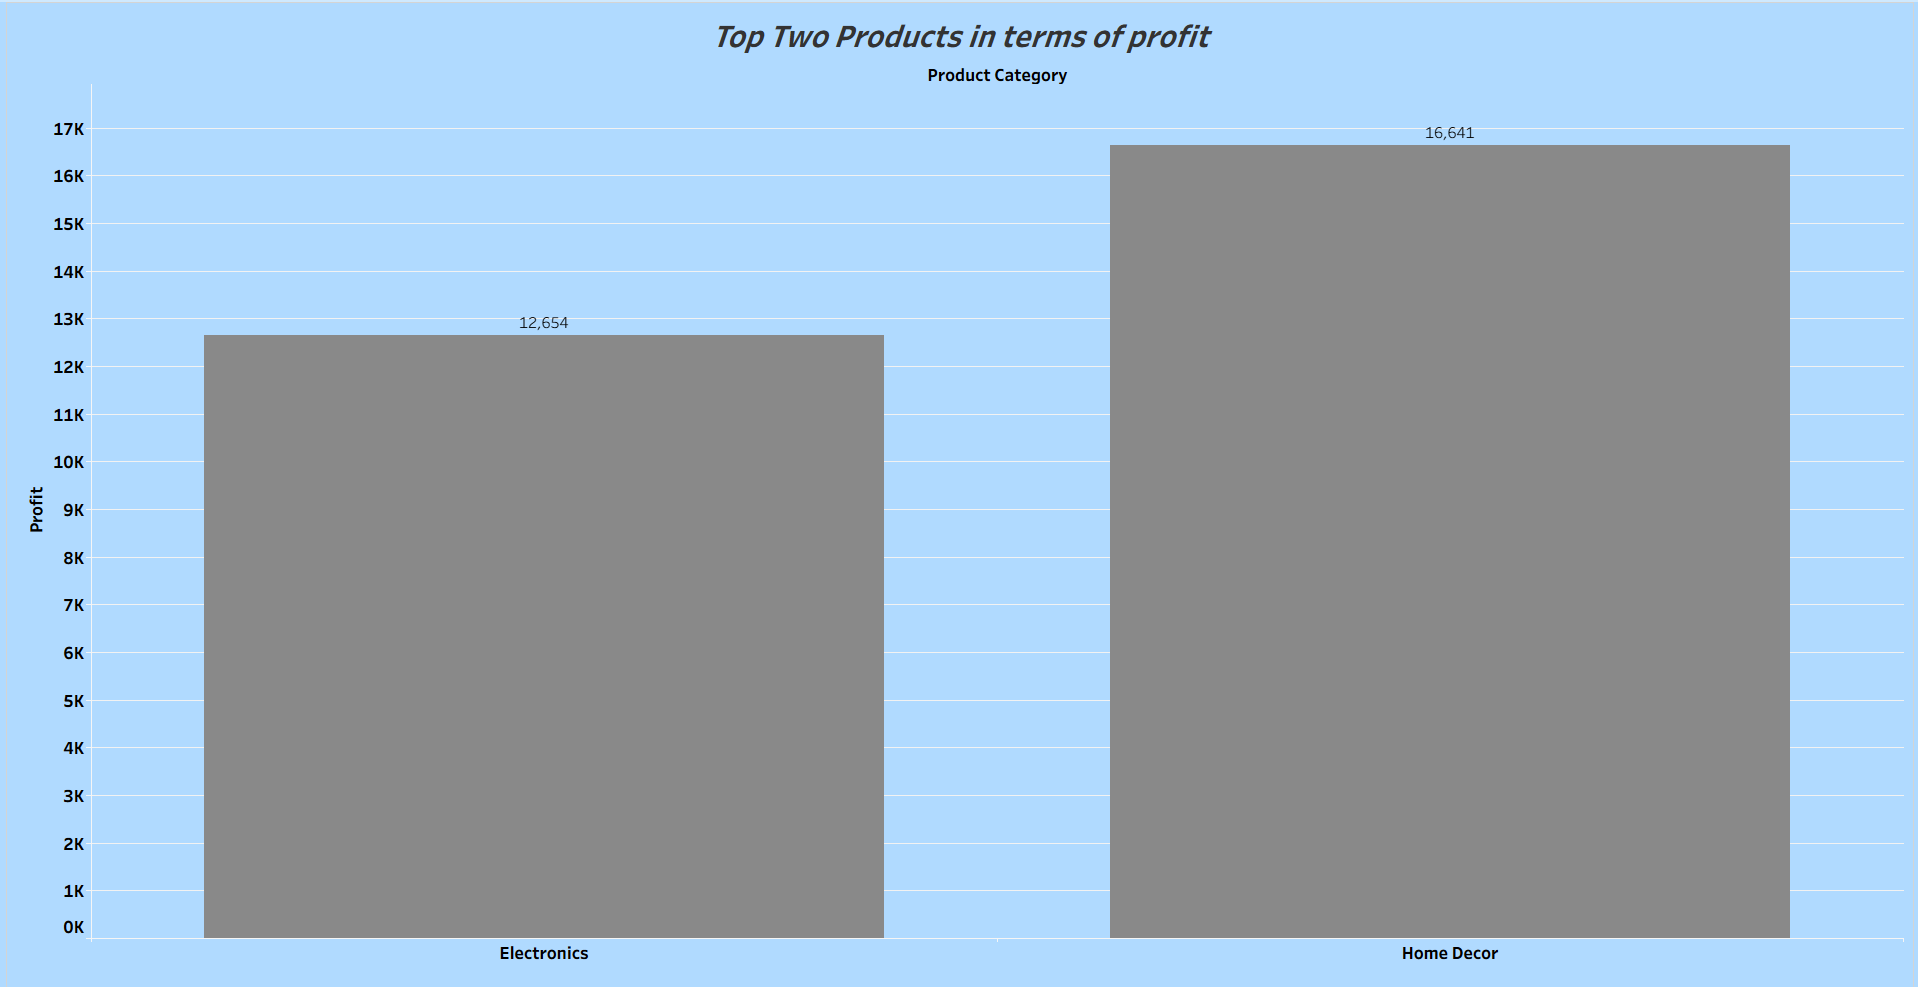 Top Two Products in terms of profit
Product Category
17K
16K
15K
14K
13K
12K
11K
10K
9K
8K
7K
6K
5K
4K
3K
2K
1K
0K
Profit
12,654
16,641
Electronics
Home Decor